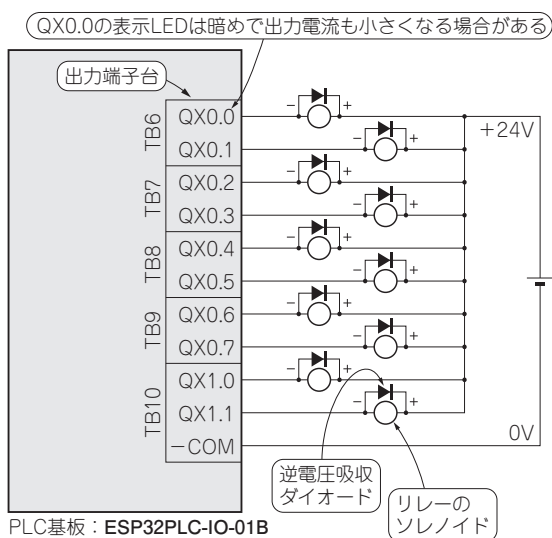 QX0.0の表示LEDは暗めで出力電流も小さくなる場合がある
出力端子台
TB6
QX0.0
QX0.1
TB7
QX0.2
QX0.3
TB8
QX0.4
QX0.5
TB9
QX0.6
QX0.7
TB10
QX1.0
QX1.1
−COM
− +
− +
− +
− +
− +
− +
− +
− +
− +
− +
+24V
0V
逆電圧吸収
ダイオード
リレーの
ソレノイド
PLC基板：ESP32PLC-IO-01B